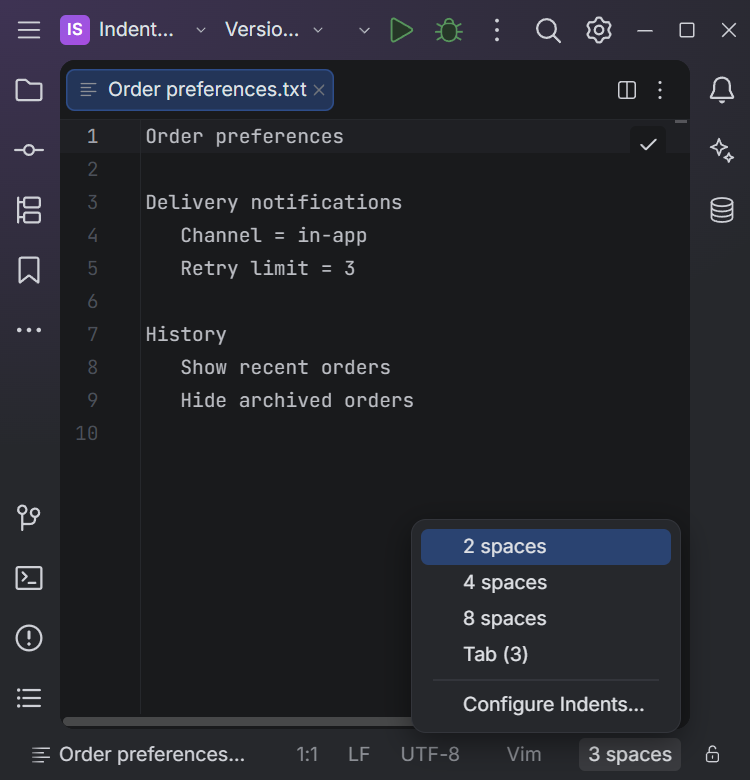 IS Indent... Versio...
Order preferences.txt
1 Order preferences
2
3 Delivery notifications
4    Channel = in-app
5    Retry limit = 3
6
7 History
8    Show recent orders
9    Hide archived orders
10
2 spaces
4 spaces
8 spaces
Tab (3)
Configure Indents...
Order preferences... 1:1 LF UTF-8 Vim 3 spaces